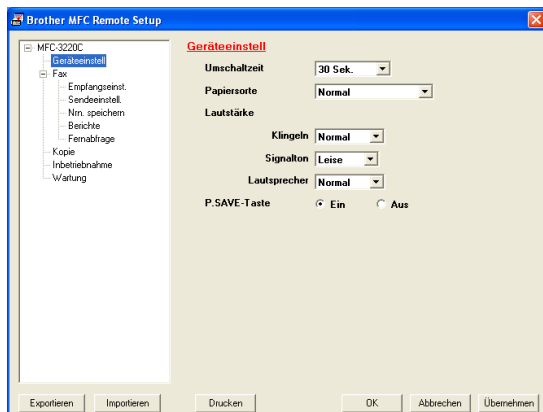 Brother MFC Remote Setup
MFC-3220C
Geräteeinstell
Fax
Empfangseinst.
Sendeeinstell.
Nrn. speichern
Berichte
Fernabfrage
Kopie
Inbetriebnahme
Wartung
Geräteeinstell
Umschaltzeit 30 Sek.
Papiersorte Normal
Lautstärke
Klingeln Normal
Signalton Leise
Lautsprecher Normal
P.SAVE-Taste Ein Aus
Exportieren Importieren Drucken OK Abbrechen Übernehmen